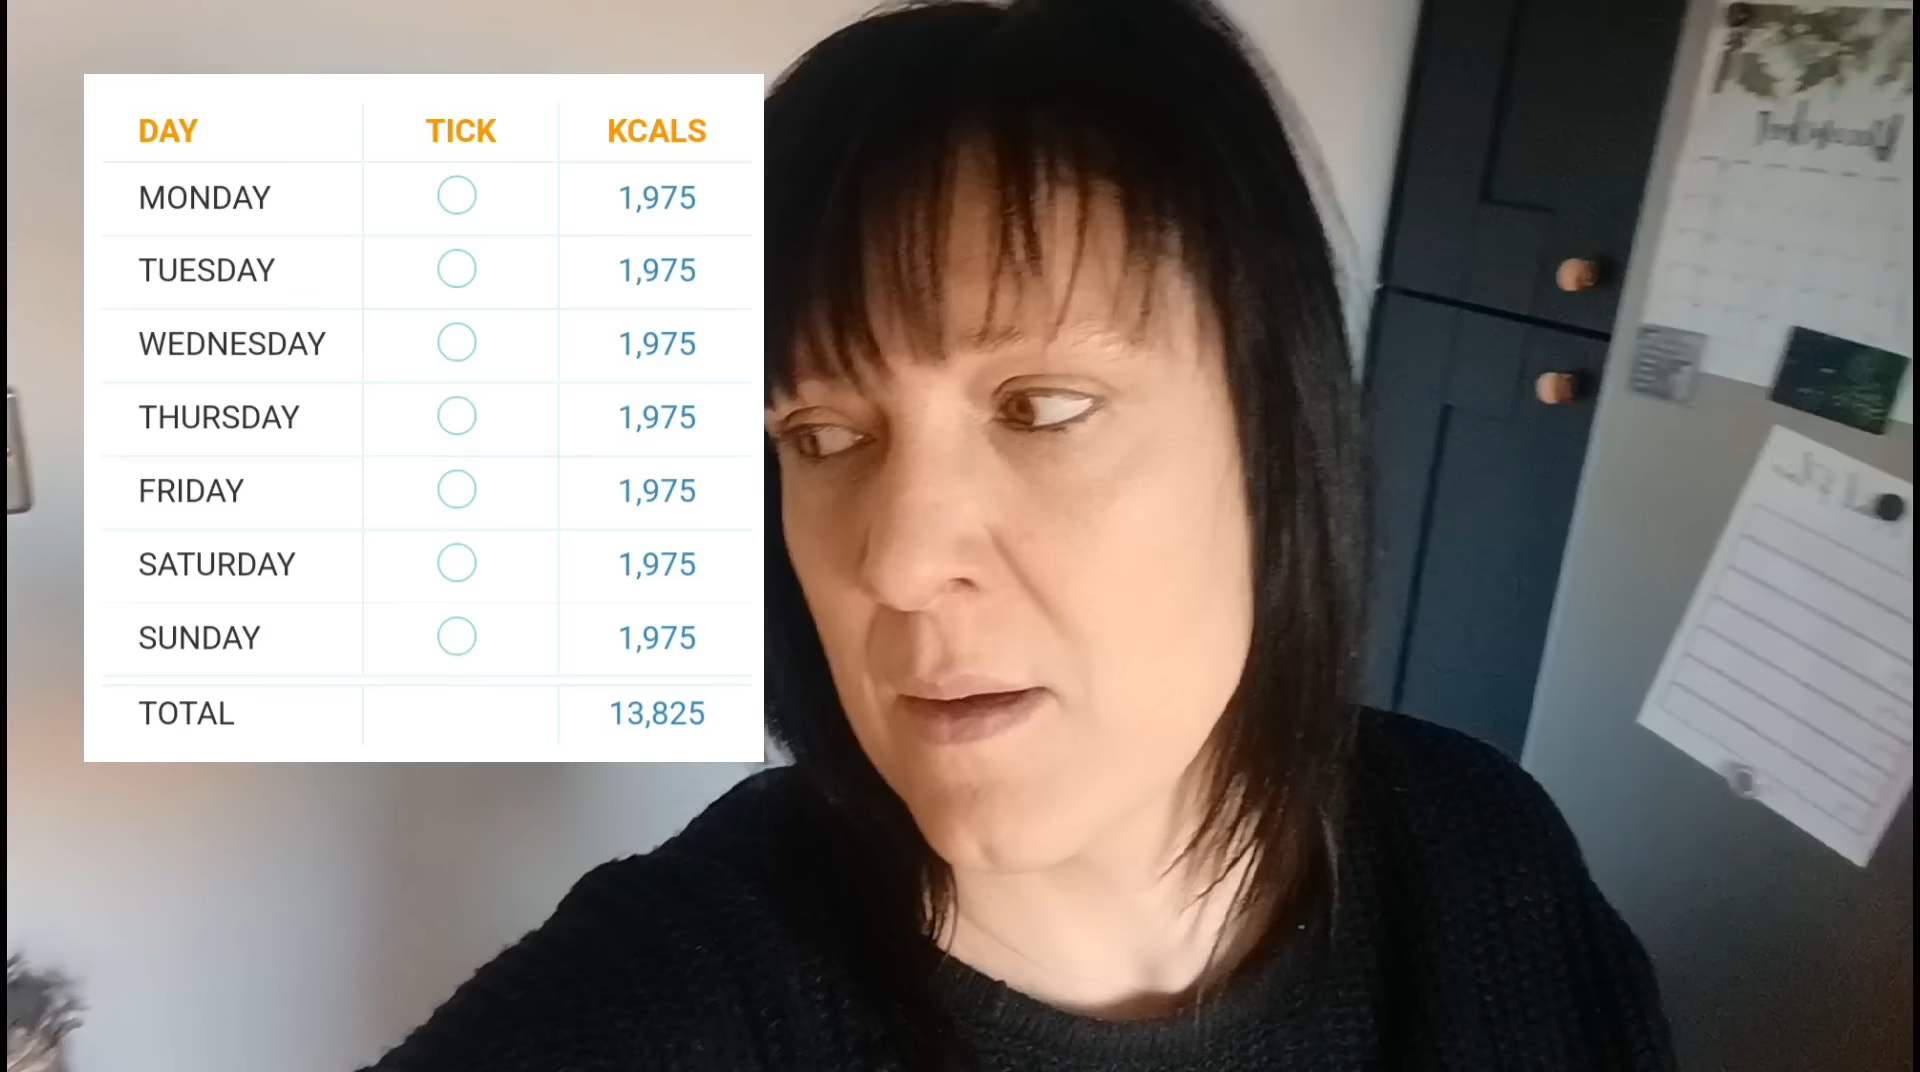 DAY TICK KCALS
MONDAY 1,975
TUESDAY 1,975
WEDNESDAY 1,975
THURSDAY 1,975
FRIDAY 1,975
SATURDAY 1,975
SUNDAY 1,975
TOTAL 13,825